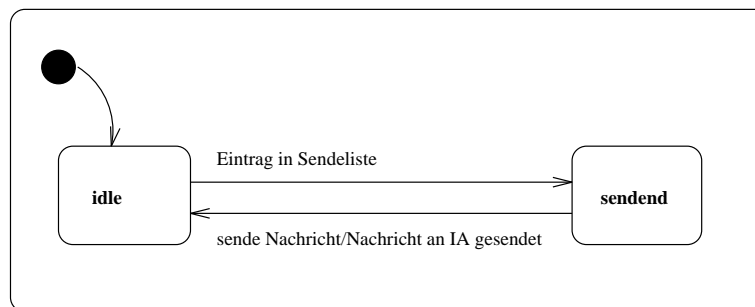 Eintrag in Sendeliste
idle
sendend
sende Nachricht/Nachricht an IA gesendet